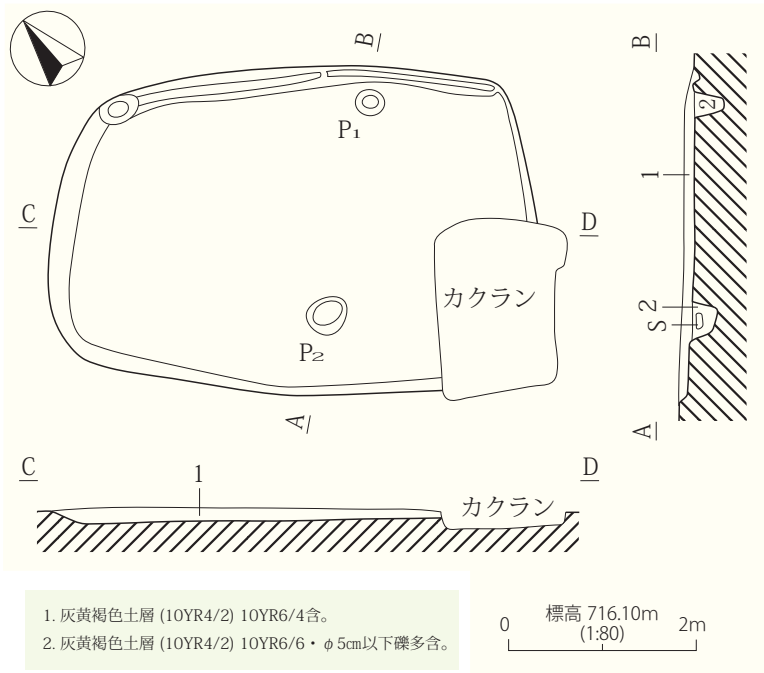 B
B
P1
2
1
C
D
カクラン
2
S
P2
A
A
C
1
D
カクラン
1. 灰黄褐色土層 (10YR4/2) 10YR6/4含。
2. 灰黄褐色土層 (10YR4/2) 10YR6/6・φ5㎝以下礫多含。
標高 716.10m
0 (1:80) 2m